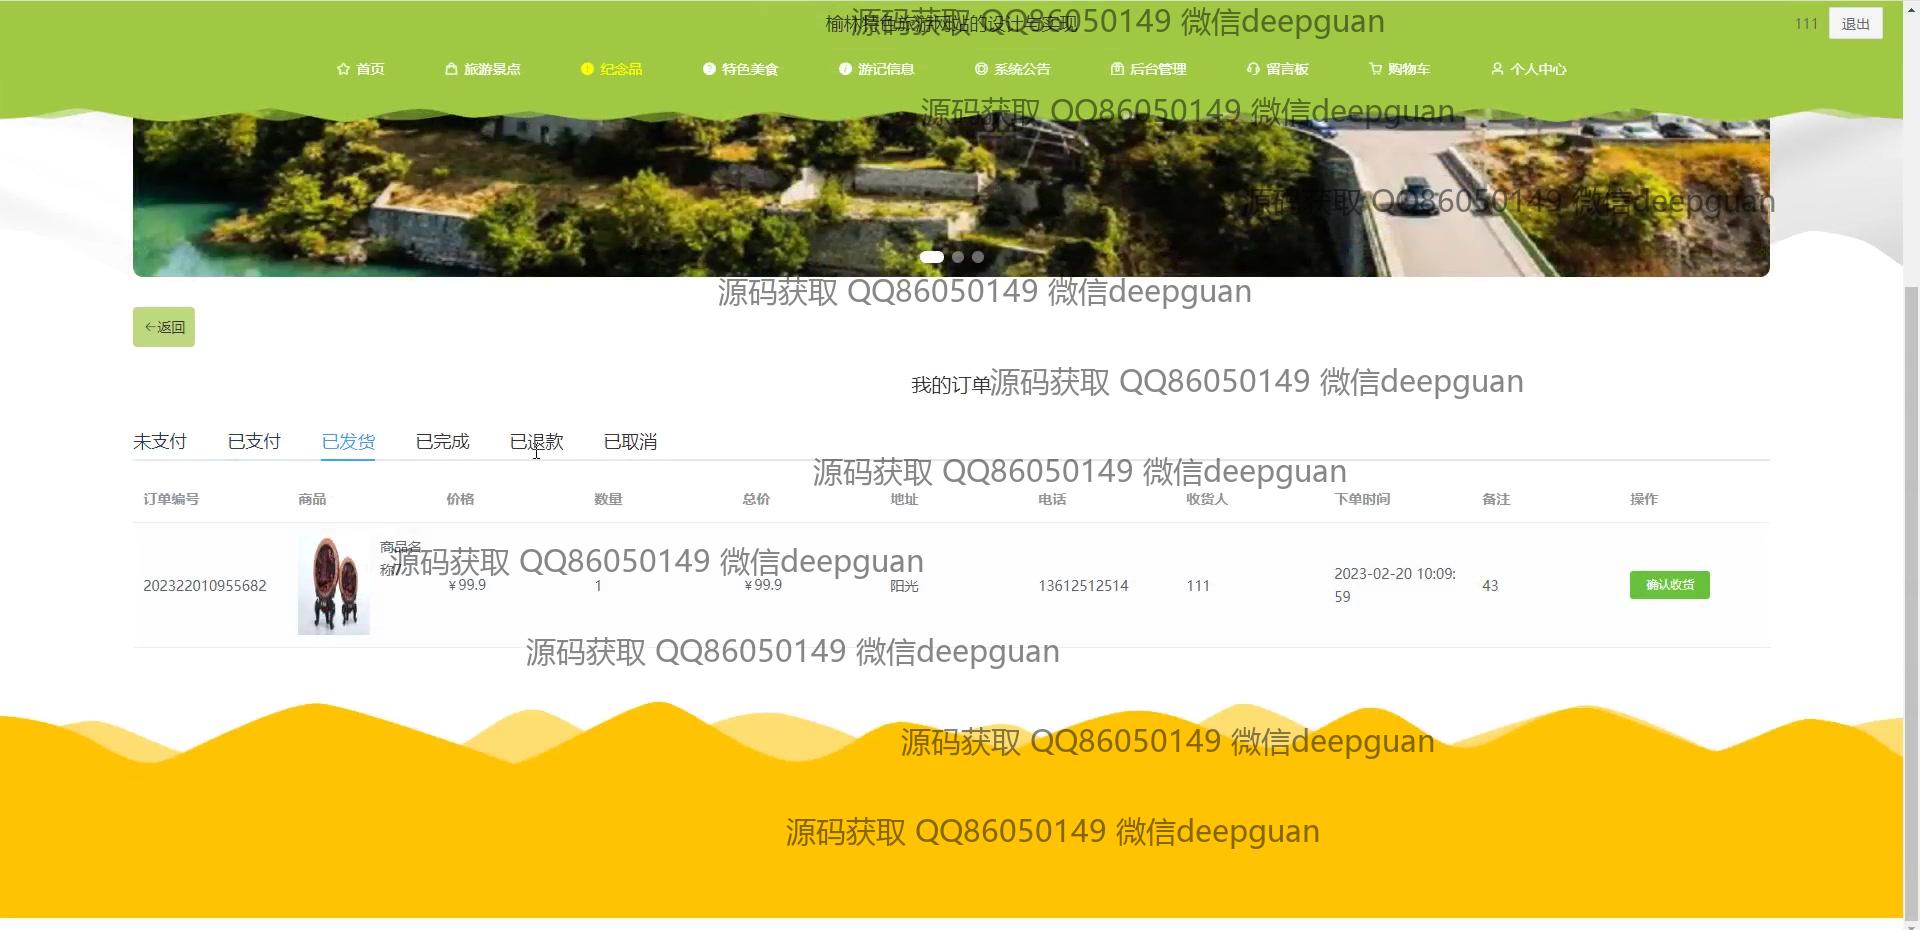 榆林特色旅游网站的设计与实现
源码获取 QQ86050149 微信deepguan
111
退出
首页 旅游景点 纪念品 特色美食 游记信息 系统公告 后台管理 留言板 购物车 个人中心
源码获取 QQ86050149 微信deepguan
源码获取 QQ86050149 微信deepguan
源码获取 QQ86050149 微信deepguan
←返回
我的订单
源码获取 QQ86050149 微信deepguan
未支付 已支付 已发货 已完成 已退款 已取消
源码获取 QQ86050149 微信deepguan
订单编号 商品 价格 数量 总价 地址 电话 收货人 下单时间 备注 操作
商品名
称7
源码获取 QQ86050149 微信deepguan
202322010955682 ¥99.9 1 ¥99.9 阳光 13612512514 111 2023-02-20 10:09:
59
43 确认收货
源码获取 QQ86050149 微信deepguan
源码获取 QQ86050149 微信deepguan
源码获取 QQ86050149 微信deepguan